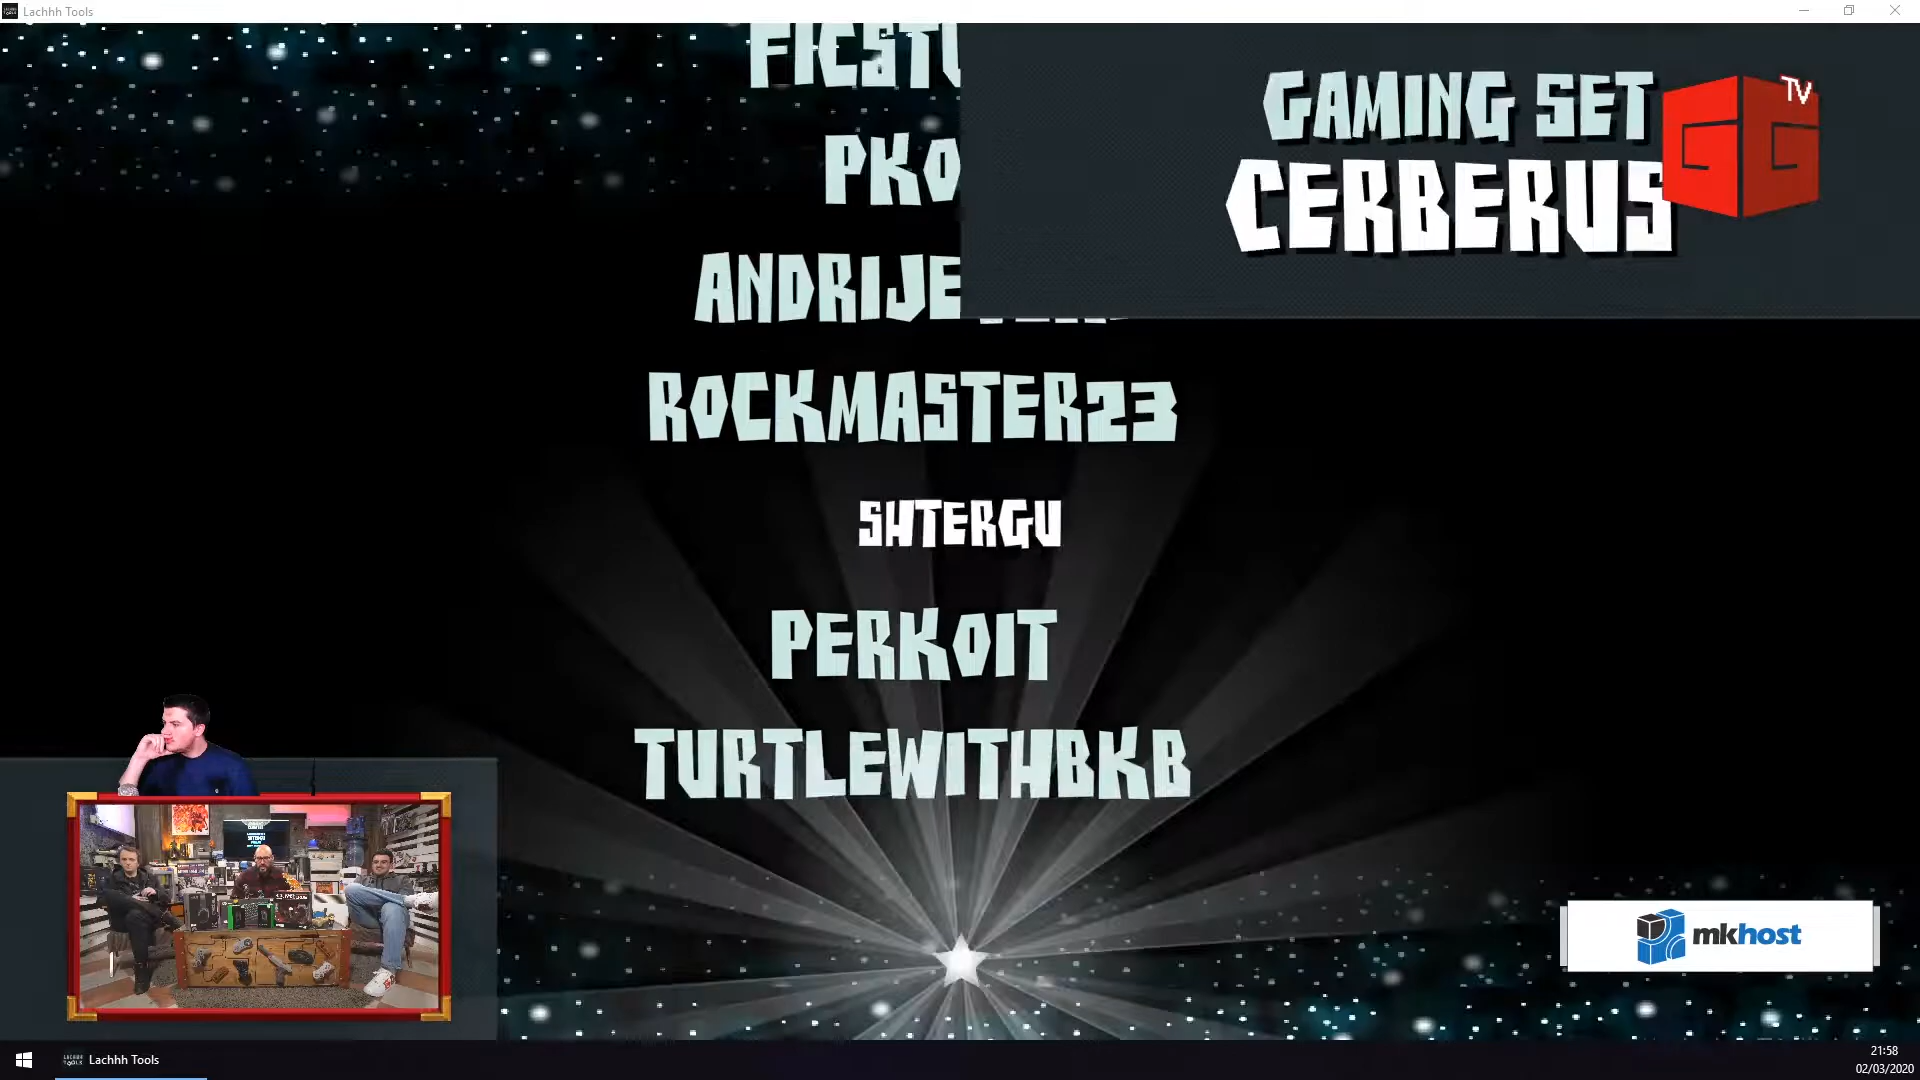 Lachhh Tools
FICST
PKO
ANDRIJE
ROCKMASTER23
SHTERGU
PERKOIT
TURTLEWITHBKB
GAMING SET
CERBERUS
TV
GG
mkhost
Lachhh Tools
21:58
02/03/2020